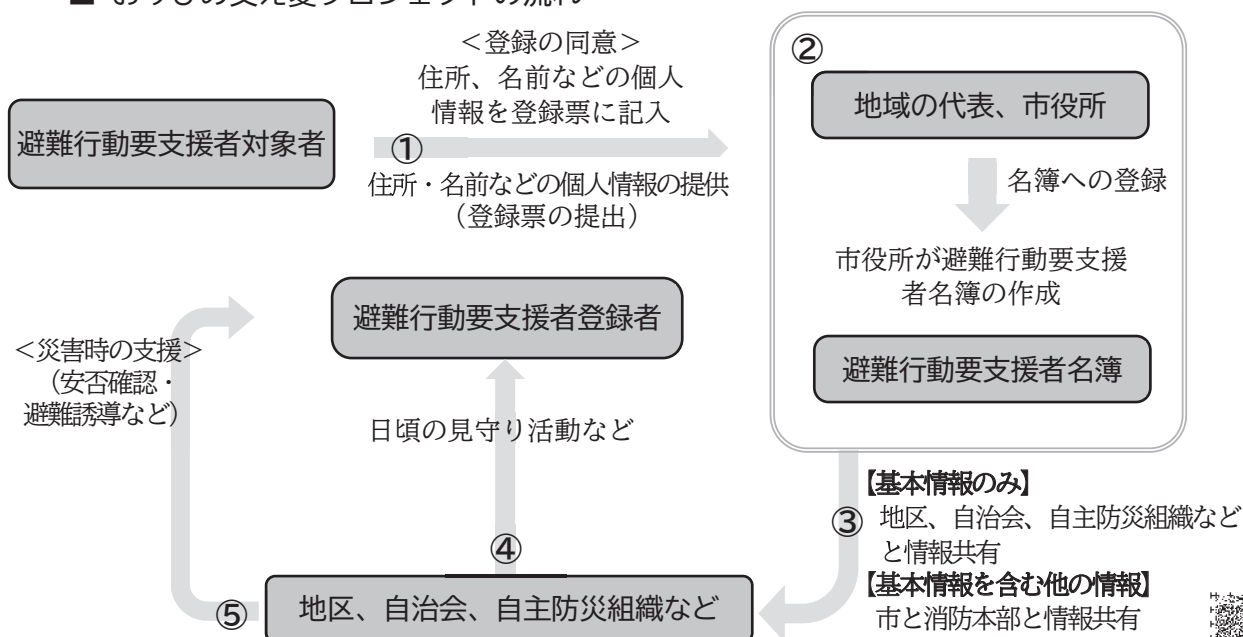 ＜登録の同意＞
住所、名前などの個人
情報を登録票に記入
避難行動要支援者対象者
①
住所・名前などの個人情報の提供
（登録票の提出）
②
地域の代表、市役所
名簿への登録
市役所が避難行動要支援
者名簿の作成
避難行動要支援者名簿
避難行動要支援者登録者
＜災害時の支援＞
（安否確認・
避難誘導など）
日頃の見守り活動など
【基本情報のみ】
③ 地区、自治会、自主防災組織など
と情報共有
【基本情報を含む他の情報】
市と消防本部と情報共有
④
⑤
地区、自治会、自主防災組織など